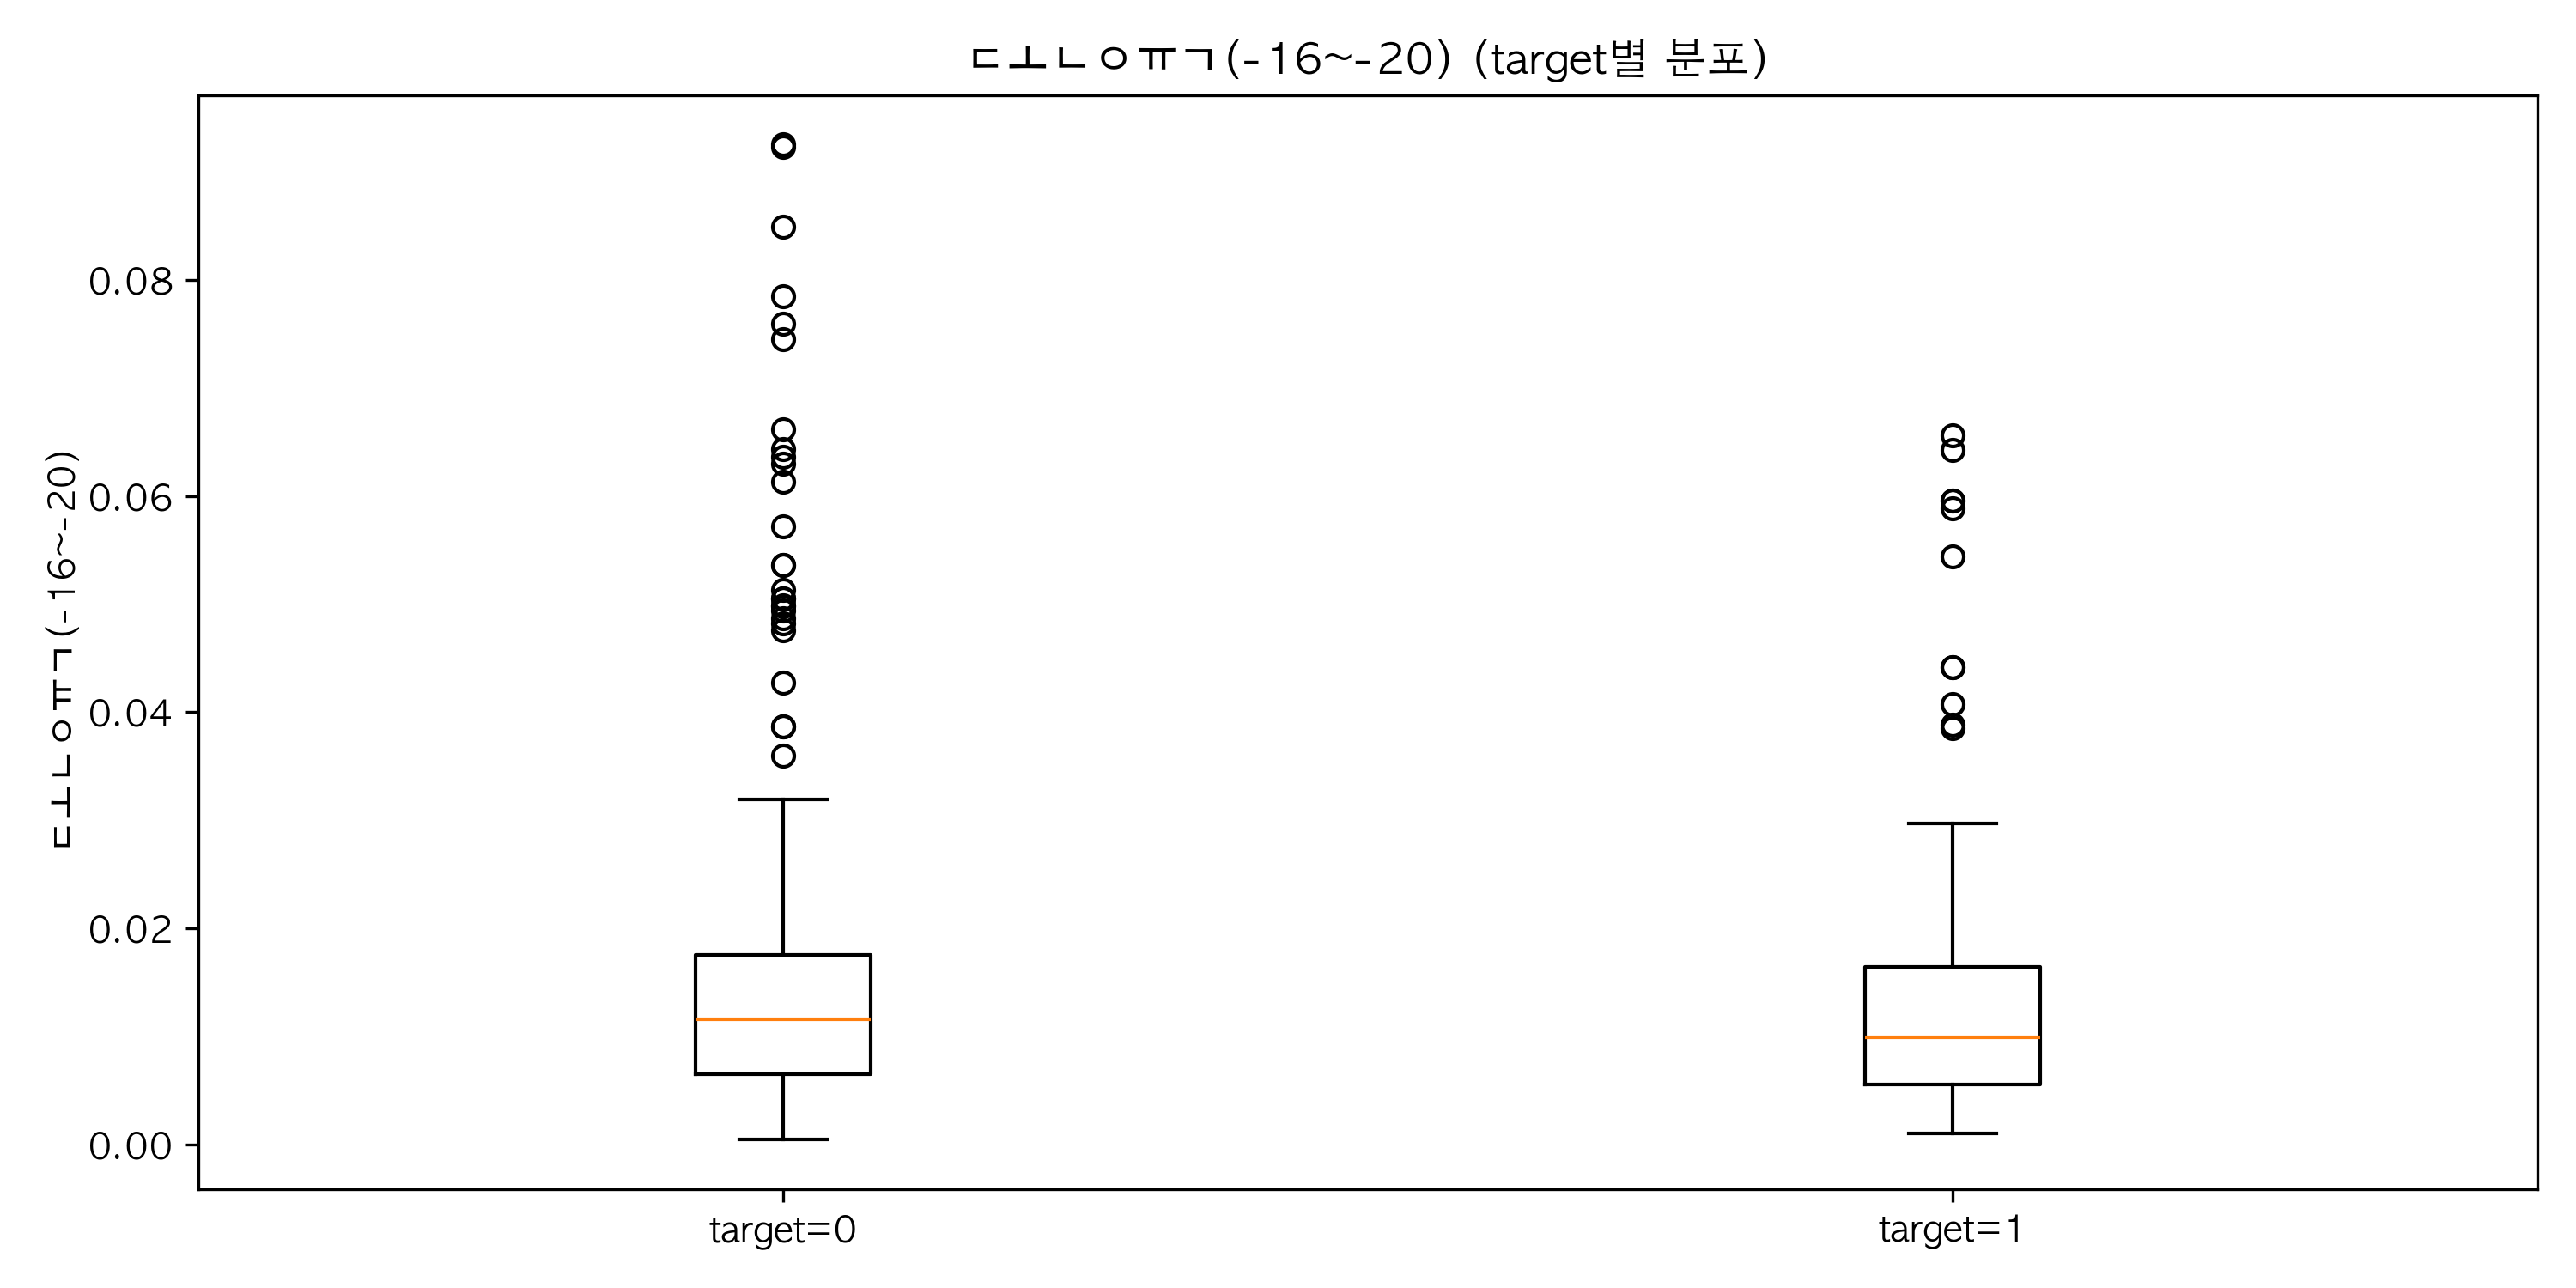 ㄷㅗㄴㅇㅠㄱ(-16~-20) (target별 분포)
ㄷㅗㄴㅇㅠㄱ(-16~-20)
0.08
0.06
0.04
0.02
0.00
target=0
target=1